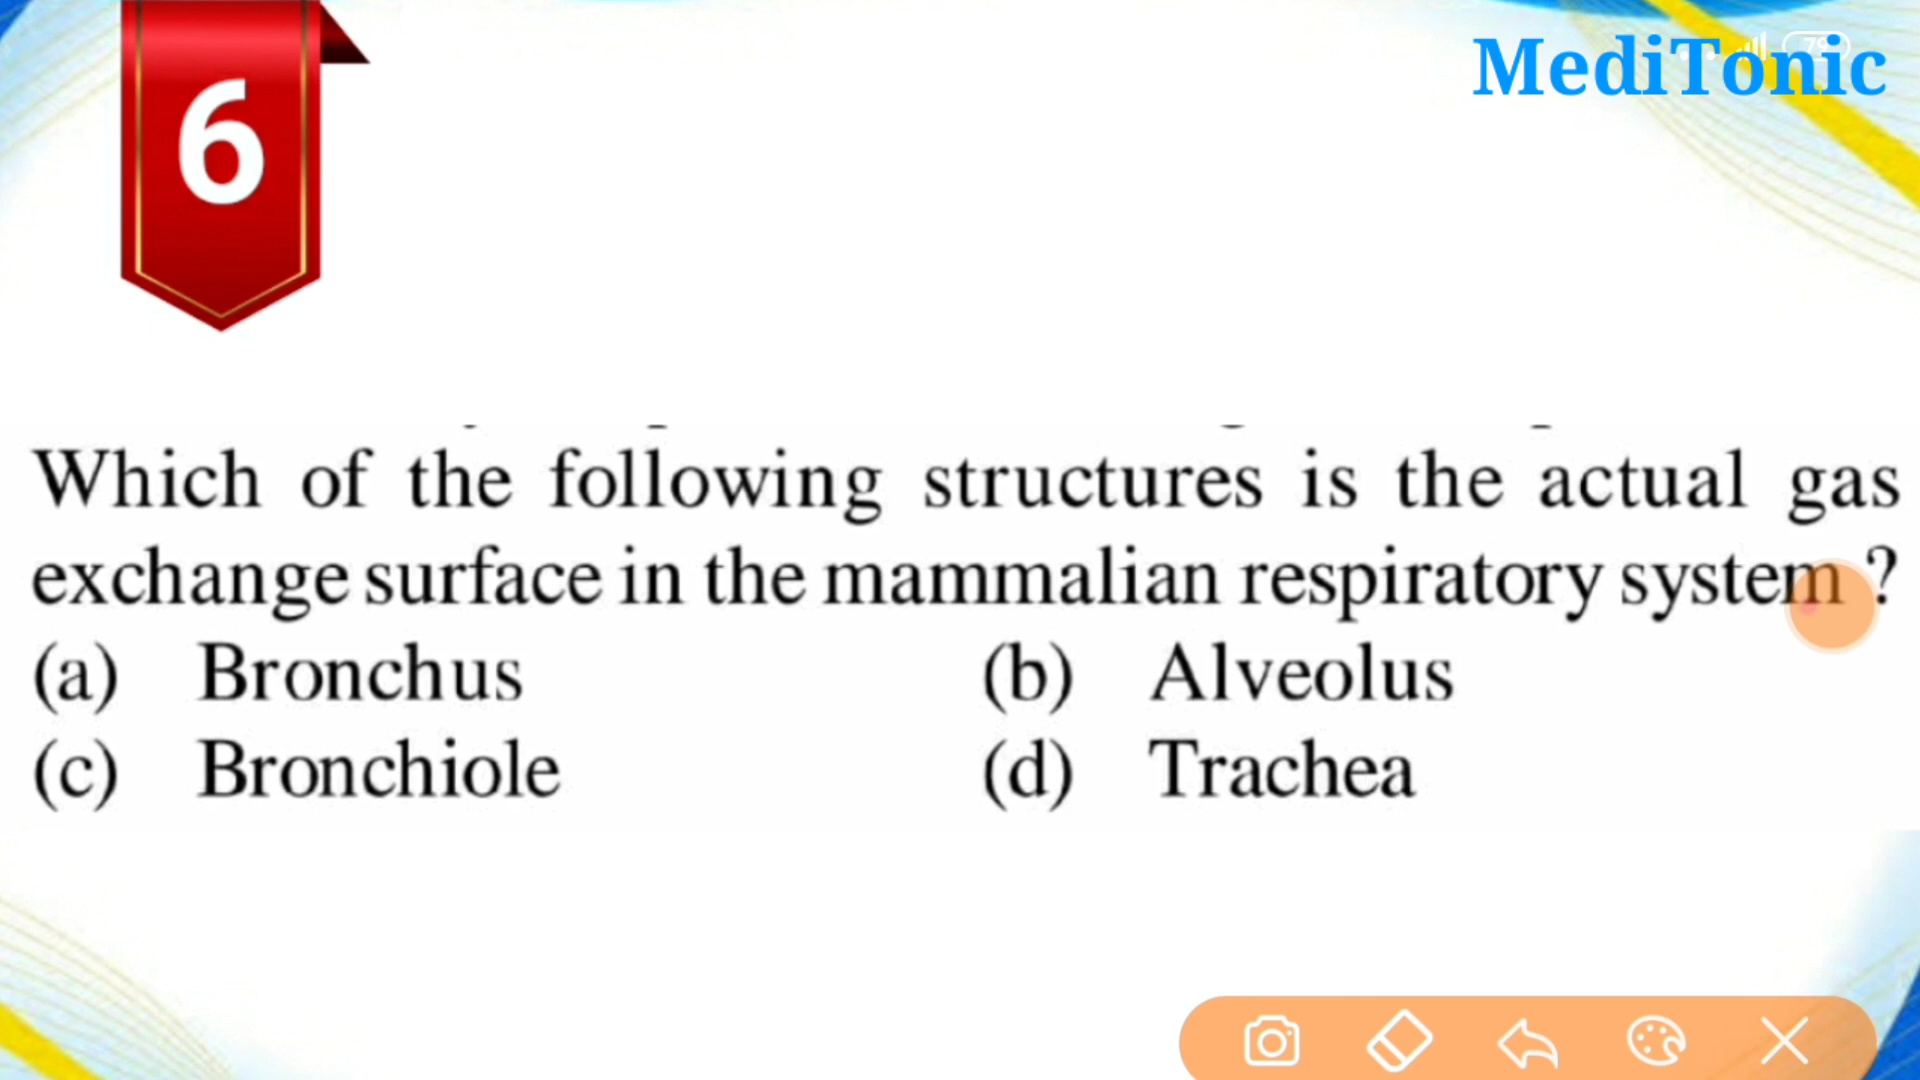 6
MediTonic
Which of the following structures is the actual gas
exchange surface in the mammalian respiratory system ?
(a) Bronchus (b) Alveolus
(c) Bronchiole (d) Trachea